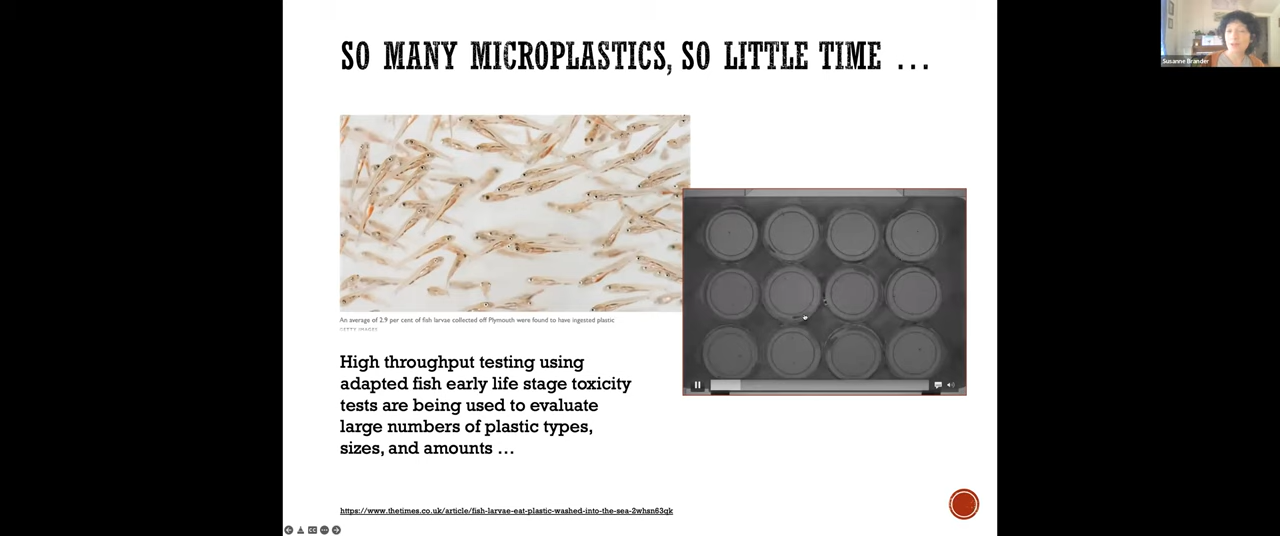 SO MANY MICROPLASTICS, SO LITTLE TIME ...
Susanne Brander
An average of 2.9 per cent of fish larvae collected off Plymouth were found to have ingested plastic
GETTY IMAGES
High throughput testing using
adapted fish early life stage toxicity
tests are being used to evaluate
large numbers of plastic types,
sizes, and amounts ...
https://www.thetimes.co.uk/article/fish-larvae-eat-plastic-washed-into-the-sea-2whsn63qk